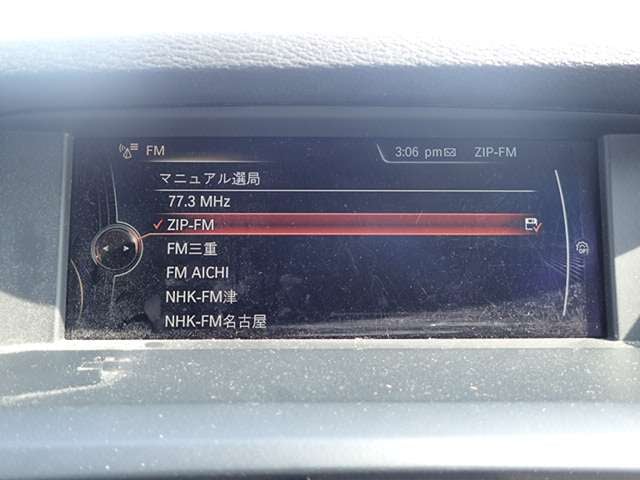 FM 3:06 pm ZIP-FM
マニュアル選局
77.3 MHz
ZIP-FM
FM三重
FM AICHI
NHK-FM津
NHK-FM名古屋
OFF